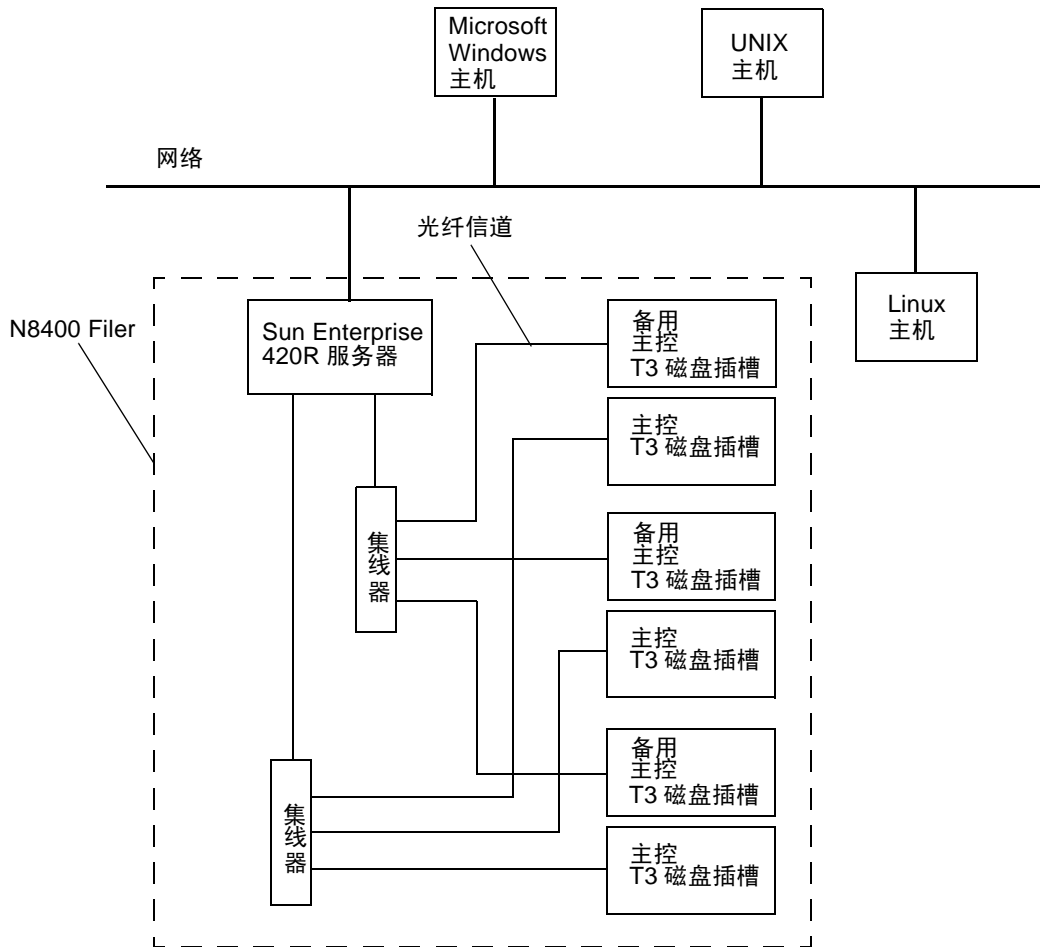 Microsoft
Windows
主机
UNIX
主机
网络
光纤信道
N8400 Filer
Sun Enterprise
420R 服务器
Linux
主机
备用
主控
T3 磁盘插槽
主控
T3 磁盘插槽
集
线
器
备用
主控
T3 磁盘插槽
主控
T3 磁盘插槽
备用
主控
T3 磁盘插槽
集
线
器
主控
T3 磁盘插槽